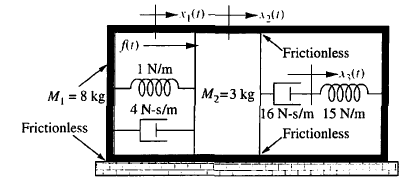 x₁(t) x₂(t)
f(t)
Frictionless
1 N/m
x₃(t)
M₁ = 8 kg
M₂=3 kg
4 N-s/m
16 N-s/m 15 N/m
Frictionless
Frictionless